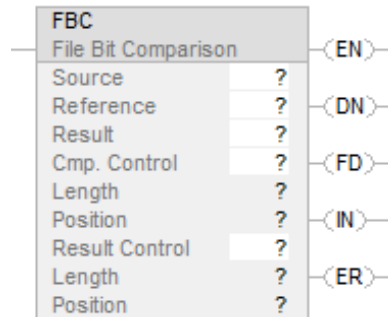 FBC
File Bit Comparison
(EN)
Source ?
Reference ?
(DN)
Result ?
Cmp. Control ?
(FD)
Length ?
Position ?
(IN)
Result Control ?
Length ?
(ER)
Position ?